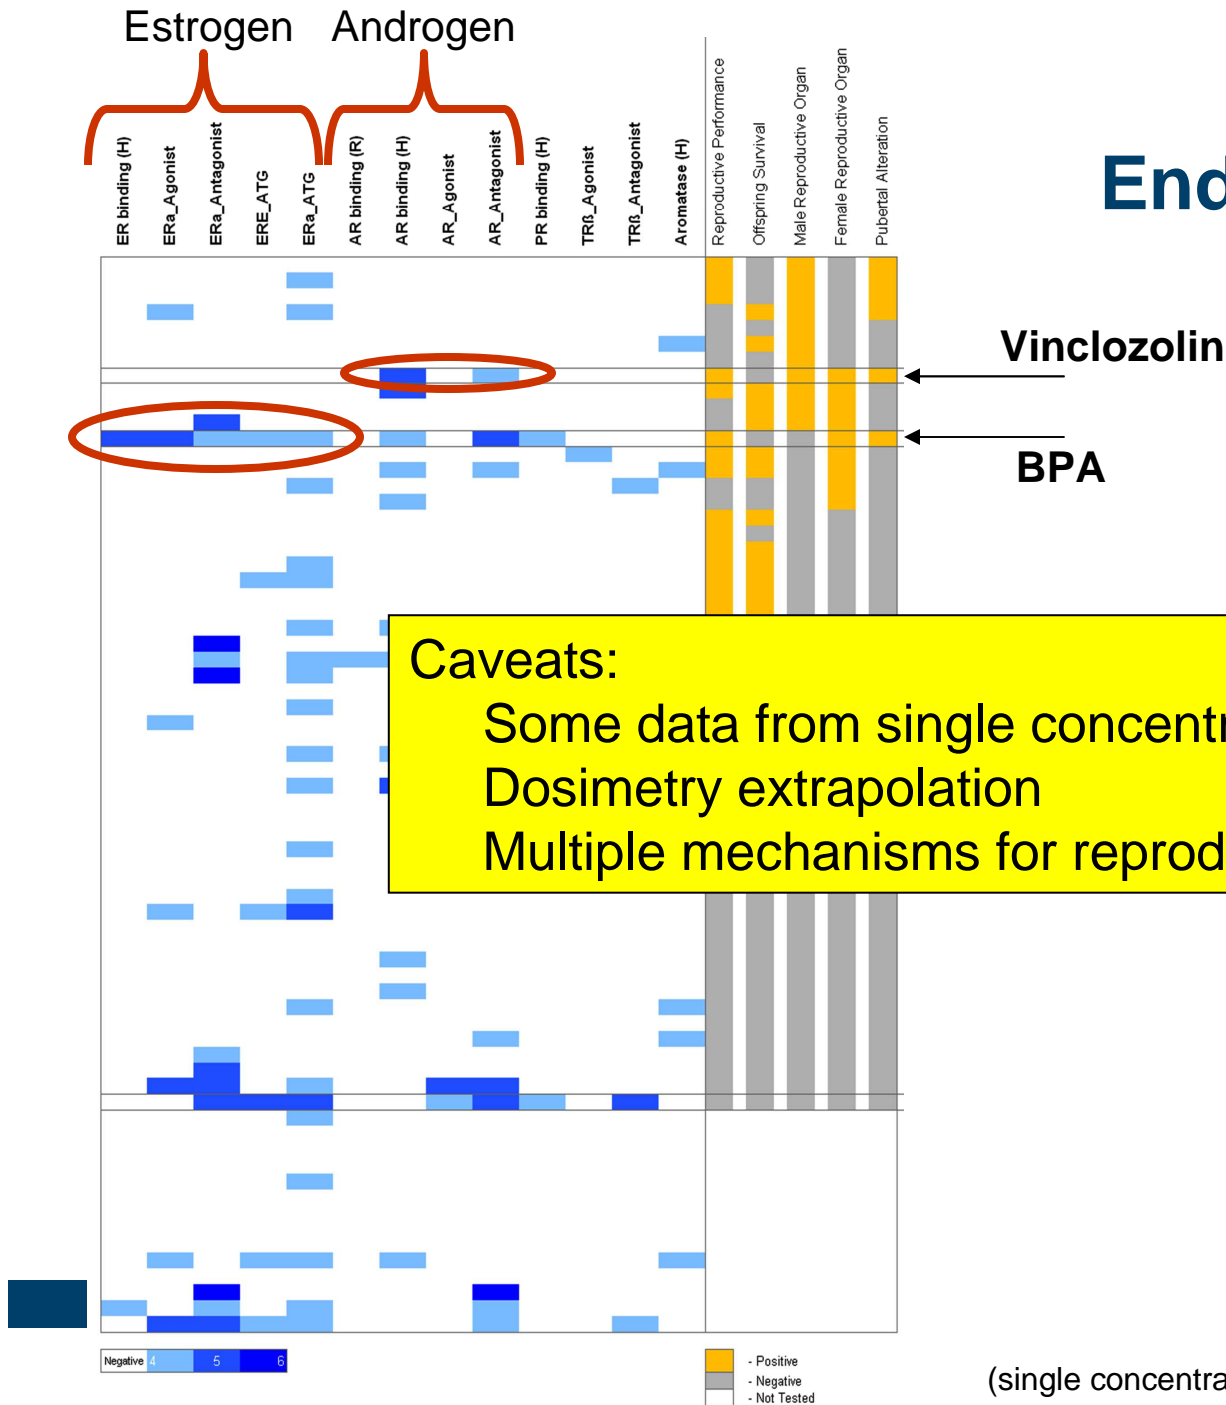 Estrogen Androgen
ER binding (H)
ERa_Agonist
ERa_Antagonist
ERE_ATG
ERa_ATG
AR binding (R)
AR binding (H)
AR_Agonist
AR_Antagonist
PR binding (H)
TRß_Agonist
TRß_Antagonist
Aromatase (H)
Reproductive Performance
Offspring Survival
Male Reproductive Organ
Female Reproductive Organ
Pubertal Alteration
End
Vinclozolin
BPA
Caveats:
Some data from single concentr
Dosimetry extrapolation
Multiple mechanisms for reprod
Negative 4 5 6
- Positive
- Negative
- Not Tested
(single concentra